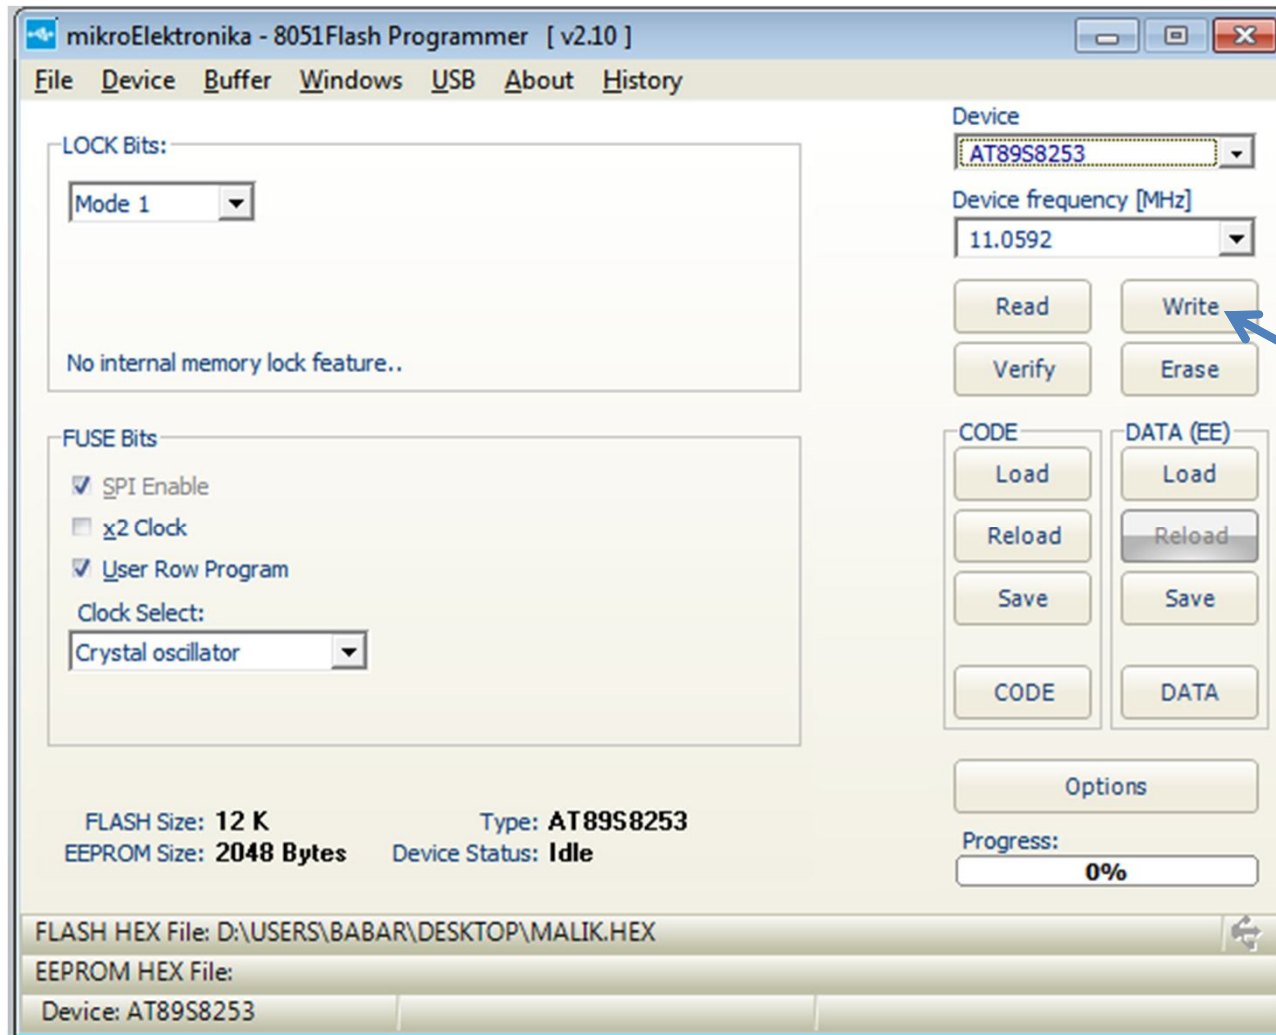 mikroElektronika - 8051Flash Programmer [ v2.10 ]
File Device Buffer Windows USB About History
LOCK Bits:
Mode 1
No internal memory lock feature..
FUSE Bits
SPI Enable
x2 Clock
User Row Program
Clock Select:
Crystal oscillator
FLASH Size: 12 K
Type: AT89S8253
EEPROM Size: 2048 Bytes
Device Status: Idle
Device
AT89S8253
Device frequency [MHz]
11.0592
Read Write
Verify Erase
CODE DATA (EE)
Load Load
Reload Reload
Save Save
CODE DATA
Options
Progress:
0%
FLASH HEX File: D:\USERS\BABAR\DESKTOP\MALIK.HEX
EEPROM HEX File:
Device: AT89S8253